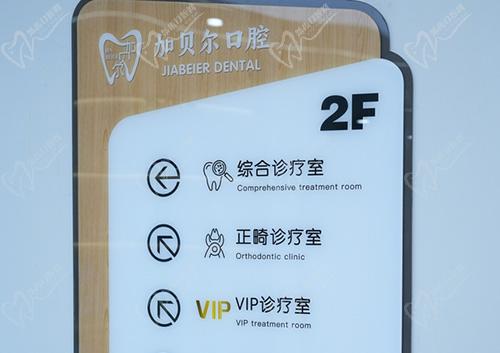 加贝尔口腔
JIABEIER DENTAL
2F
综合诊疗室
Comprehensive treatment room
正畸诊疗室
Orthodontic clinic
VIP VIP诊疗室
VIP treatment room